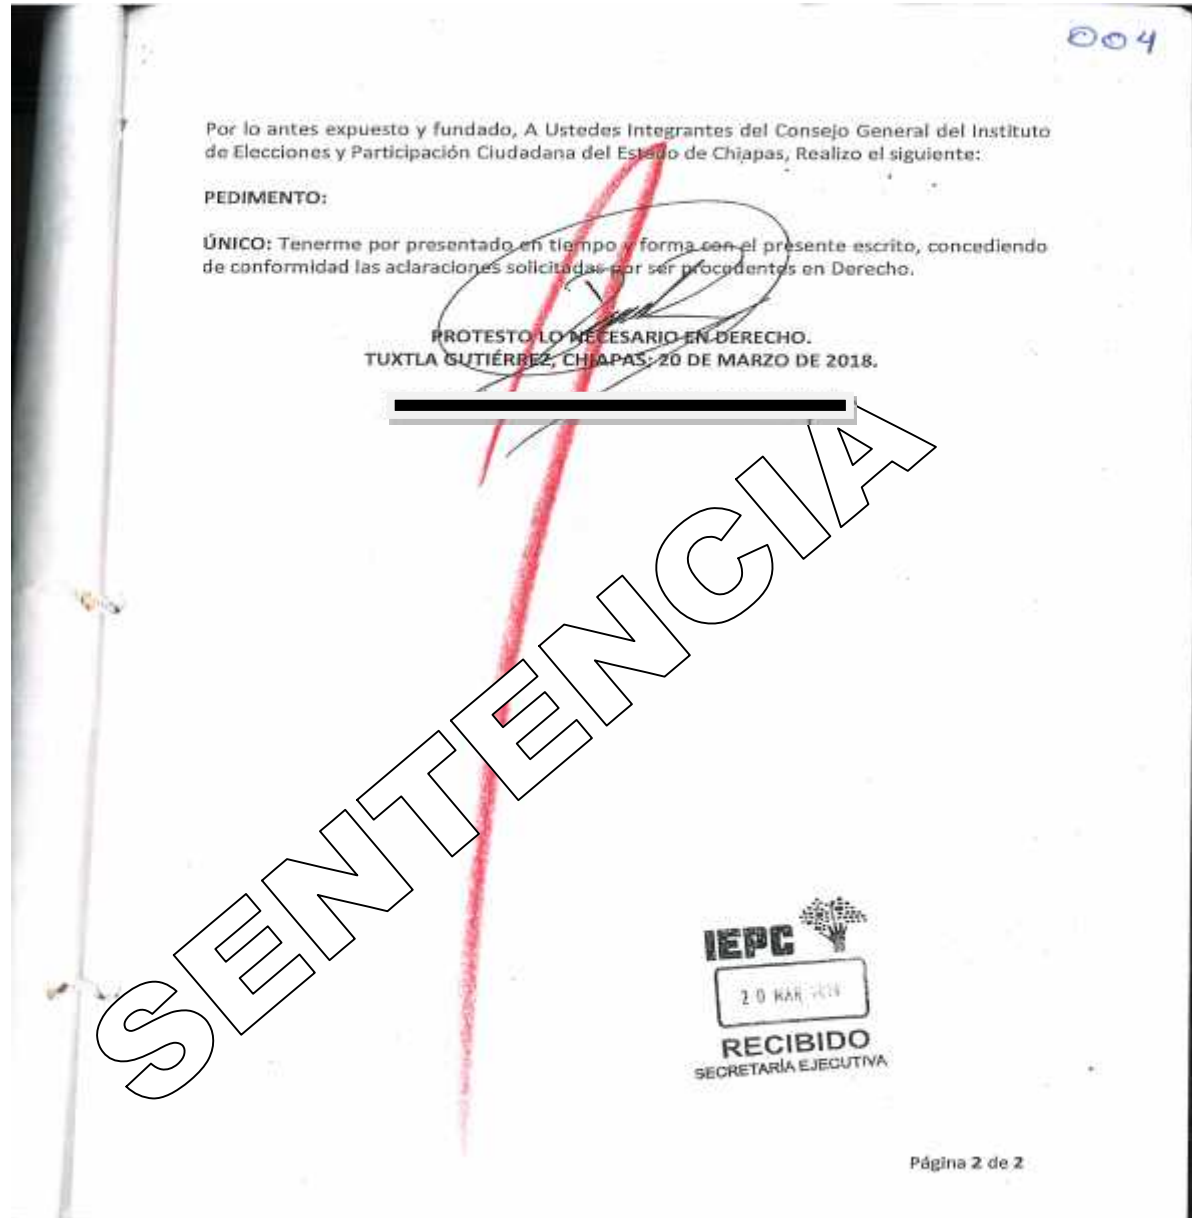 004
Por lo antes expuesto y fundado, A Ustedes Integrantes del Consejo General del Instituto
de Elecciones y Participación Ciudadana del Estado de Chiapas, Realizo el siguiente:
PEDIMENTO:
ÚNICO: Tenerme por presentado en tiempo y forma con el presente escrito, concediendo
de conformidad las aclaraciones solicitadas por ser procedentes en Derecho.
PROTESTO LO NECESARIO EN DERECHO.
TUXTLA GUTIÉRREZ, CHIAPAS; 20 DE MARZO DE 2018.
SENTENCIA
IEPC
20 MAR
RECIBIDO
SECRETARÍA EJECUTIVA
Página 2 de 2